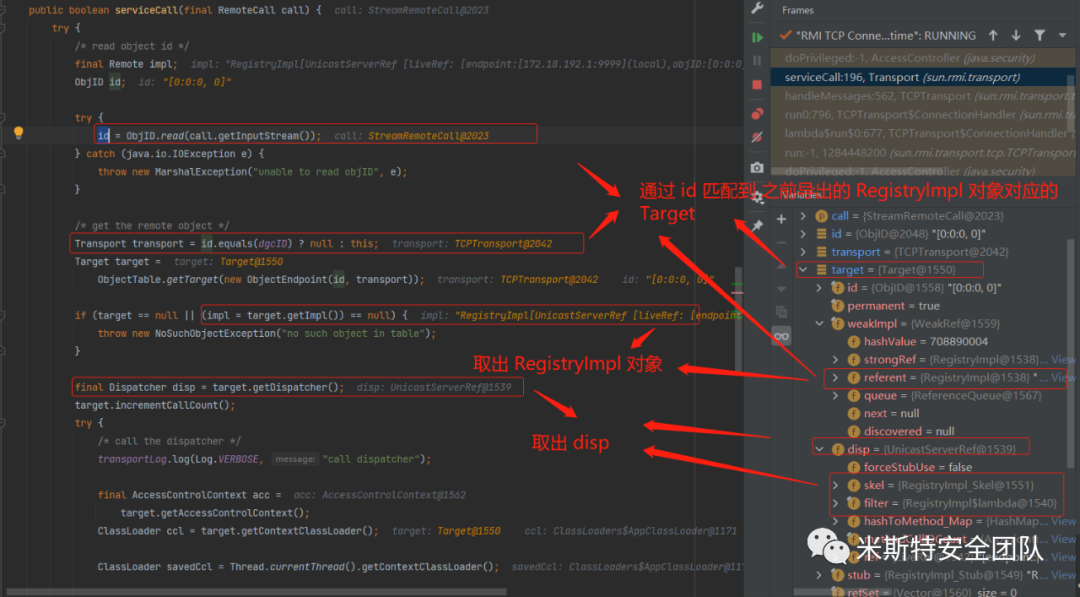 public boolean serviceCall(final RemoteCall call) { call: StreamRemoteCall@2023
try {
/* read object id */
final Remote impl; impl: "RegistryImpl[UnicastServerRef [liveRef: [endpoint:[172.18.192.1:9999](local),objID:[0:0:0,
ObjID id; id: "[0:0:0, 0]"
try {
id = ObjID.read(call.getInputStream()); call: StreamRemoteCall@2023
} catch (java.io.IOException e) {
throw new MarshalException("unable to read objID", e);
}
/* get the remote object */
Transport transport = id.equals(dgcID) ? null : this; transport: TCPTransport@2042
Target target = target: Target@1550
ObjectTable.getTarget(new ObjectEndpoint(id, transport)); transport: TCPTransport@2042 id: "[0:0:0, 0]"
if (target == null || (impl = target.getImpl()) == null) { impl: "RegistryImpl[UnicastServerRef [liveRef: [endpoint
throw new NoSuchObjectException("no such object in table");
}
final Dispatcher disp = target.getDispatcher(); disp: UnicastServerRef@1539
target.incrementCallCount();
try {
/* call the dispatcher */
transportLog.log(Log.VERBOSE, message: "call dispatcher");
final AccessControlContext acc = acc: AccessControlContext@1562
target.getAccessControlContext();
ClassLoader ccl = target.getContextClassLoader(); target: Target@1550 ccl: ClassLoaders$AppClassLoader@1171
ClassLoader savedCcl = Thread.currentThread().getContextClassLoader(); savedCcl: ClassLoaders$AppClassLoader@117
通过 id 匹配到 之前导出的 RegistryImpl 对象对应的
Target
取出 RegistryImpl 对象
取出 disp
Frames
"RMI TCP Conne...time": RUNNING
doPrivileged:-1, AccessController (java.security)
serviceCall:196, Transport (sun.rmi.transport)
handleMessages:562, TCPTransport (sun.rmi.transport.t
run0:796, TCPTransport$ConnectionHandler (sun.rmi.t
lambda$run$0:677, TCPTransport$ConnectionHandler
run:-1, 1284448200 (sun.rmi.transport.tcp.TCPTranspor
doPrivileged:-1, AccessController (java.security)
Variables
call = {StreamRemoteCall@2023}
id = {ObjID@2048} "[0:0:0, 0]"
transport = {TCPTransport@2042}
target = {Target@1550}
id = {ObjID@1558} "[0:0:0, 0]"
permanent = true
weakImpl = {WeakRef@1559}
hashValue = 708890004
strongRef = {RegistryImpl@1538}... View
referent = {RegistryImpl@1538} "... View
queue = {ReferenceQueue@1567}
next = null
discovered = null
disp = {UnicastServerRef@1539}
forceStubUse = false
skel = {RegistryImpl_Skel@1551}
filter = {RegistryImpl$lambda@1540}
hashToMethod_Map = {HashMap... View
View
View
stub = {RegistryImpl_Stub@1549} "R... View
refSet = {Vector@1560} size = 0
米斯特安全团队